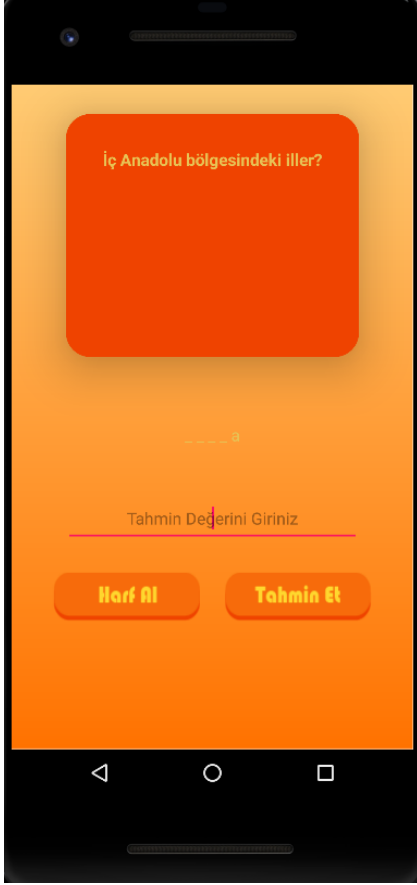 İç Anadolu bölgesindeki iller?
_ _ _ _ a
Tahmin Değerini Giriniz
Harf Al
Tahmin Et